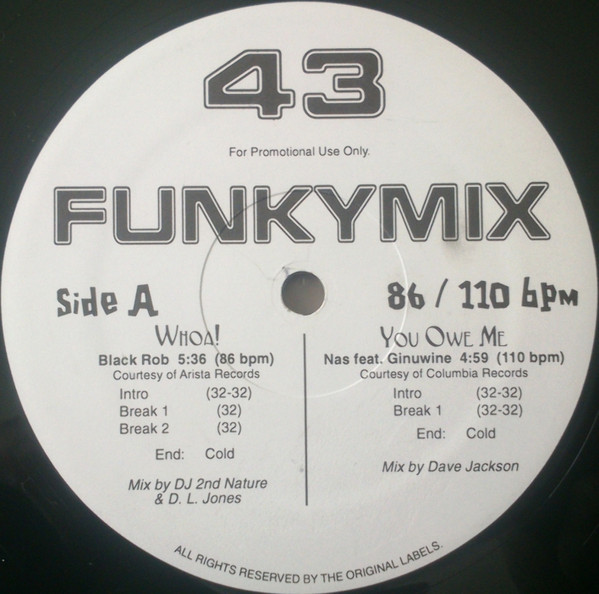 43
For Promotional Use Only.
FUNKYMIX
Side A
86 / 110 bpm
Whoa!
Black Rob 5:36 (86 bpm)
Courtesy of Arista Records
Intro (32-32)
Break 1 (32)
Break 2 (32)
End: Cold
Mix by DJ 2nd Nature
& D. L. Jones
You Owe Me
Nas feat. Ginuwine 4:59 (110 bpm)
Courtesy of Columbia Records
Intro (32-32)
Break 1 (32-32)
End: Cold
Mix by Dave Jackson
ALL RIGHTS RESERVED BY THE ORIGINAL LABELS.